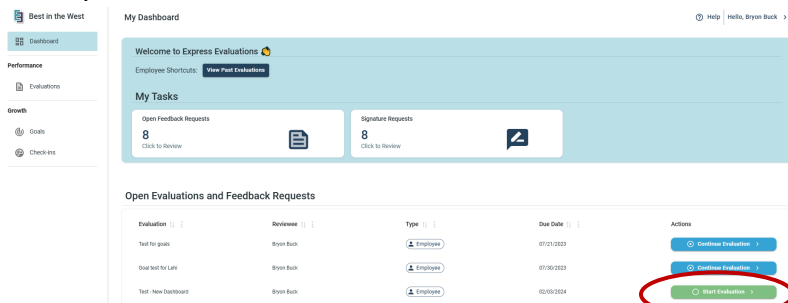 Best in the West
My Dashboard
Help
Hello, Bryon Buck
Dashboard
Performance
Evaluations
Growth
Goals
Check-ins
Welcome to Express Evaluations
Employee Shortcuts: View Past Evaluations
My Tasks
Open Feedback Requests
8
Click to Review
Signature Requests
8
Click to Review
Open Evaluations and Feedback Requests
Evaluation Reviewee Type Due Date Actions
Test for goals Bryon Buck Employee 07/21/2023 Continue Evaluation
Goal test for Lahi Bryon Buck Employee 07/30/2023 Continue Evaluation
Test - New Dashboard Bryon Buck Employee 02/03/2024 Start Evaluation